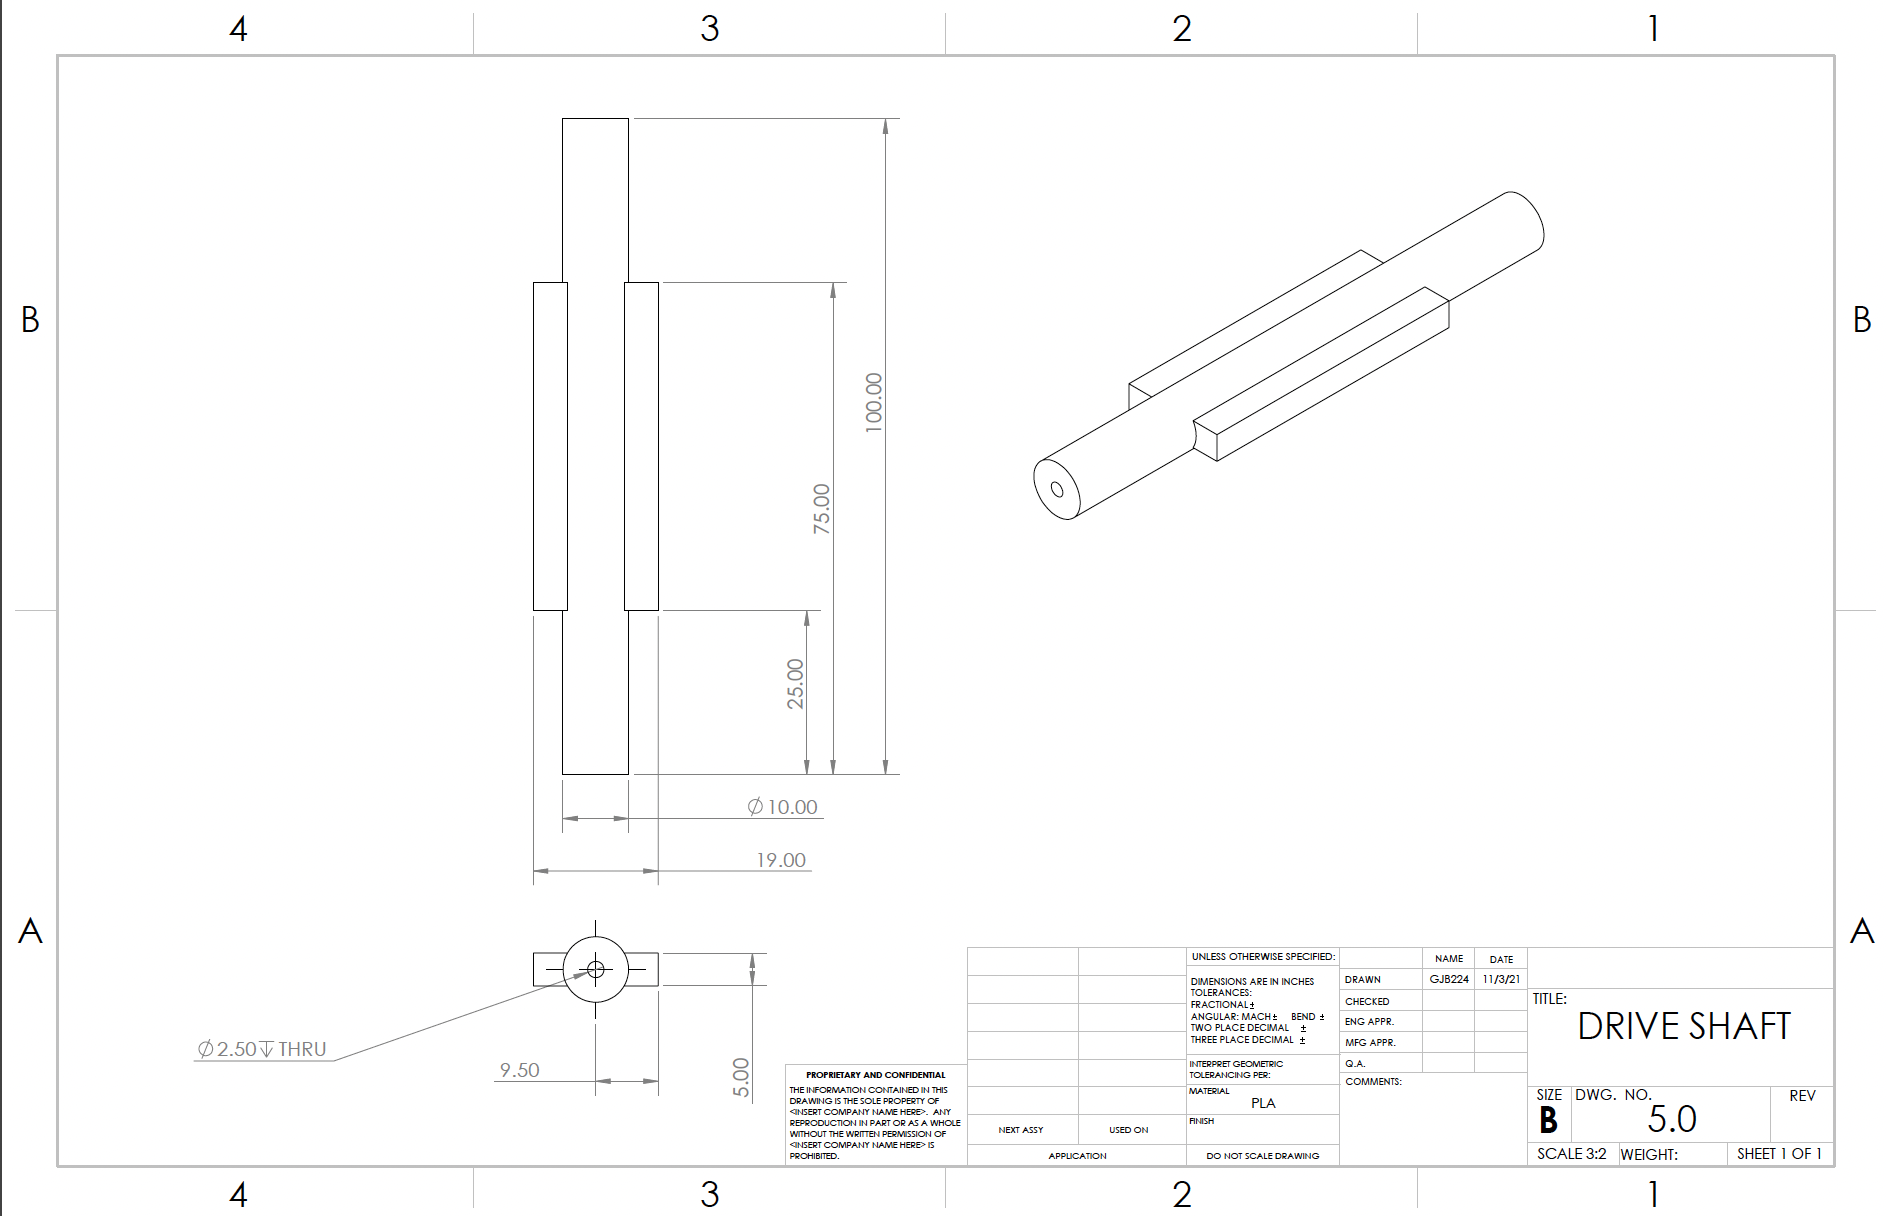 4 3 2 1
B B
100.00
75.00
25.00
⌀10.00
19.00
A A
⌀2.50↧THRU
9.50
5.00
PROPRIETARY AND CONFIDENTIAL
THE INFORMATION CONTAINED IN THIS
DRAWING IS THE SOLE PROPERTY OF
<INSERT COMPANY NAME HERE>. ANY
REPRODUCTION IN PART OR AS A WHOLE
WITHOUT THE WRITTEN PERMISSION OF
<INSERT COMPANY NAME HERE> IS
PROHIBITED.
NEXT ASSY USED ON
APPLICATION
UNLESS OTHERWISE SPECIFIED:
DIMENSIONS ARE IN INCHES
TOLERANCES:
FRACTIONAL±
ANGULAR: MACH± BEND ±
TWO PLACE DECIMAL ±
THREE PLACE DECIMAL ±
INTERPRET GEOMETRIC
TOLERANCING PER:
MATERIAL
PLA
FINISH
DO NOT SCALE DRAWING
NAME DATE
DRAWN GJB224 11/3/21
CHECKED
ENG APPR.
MFG APPR.
Q.A.
COMMENTS:
TITLE:
DRIVE SHAFT
SIZE DWG. NO. REV
B 5.0
SCALE 3:2 WEIGHT: SHEET 1 OF 1
4 3 2 1